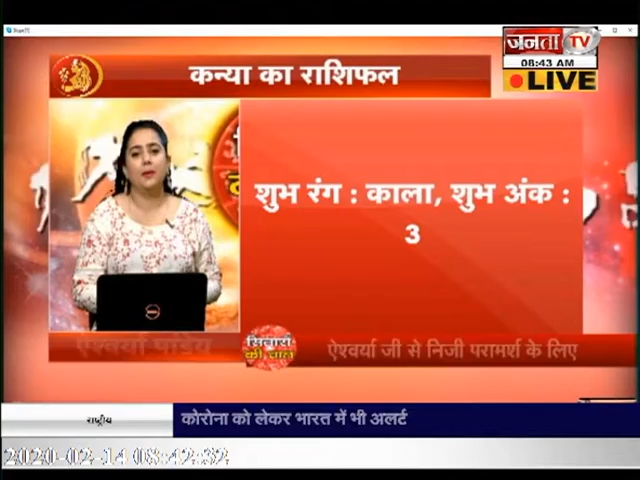 जनता TV
08:43 AM
LIVE
कन्या का राशिफल
शुभ रंग : काला, शुभ अंक :
3
ऐश्वर्या पांडेय
सितारों
की चाल
ऐश्वर्या जी से निजी परामर्श के लिए
राष्ट्रीय
कोरोना को लेकर भारत में भी अलर्ट
2020-02-14 08:42:32